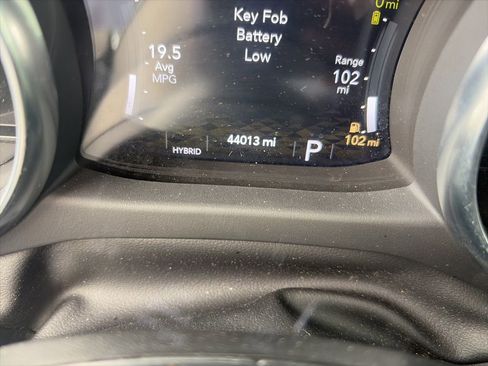 0 mi
Key Fob
Battery
Low
19.5
Avg
MPG
Range
102
mi
HYBRID
44013 mi
P
102 mi